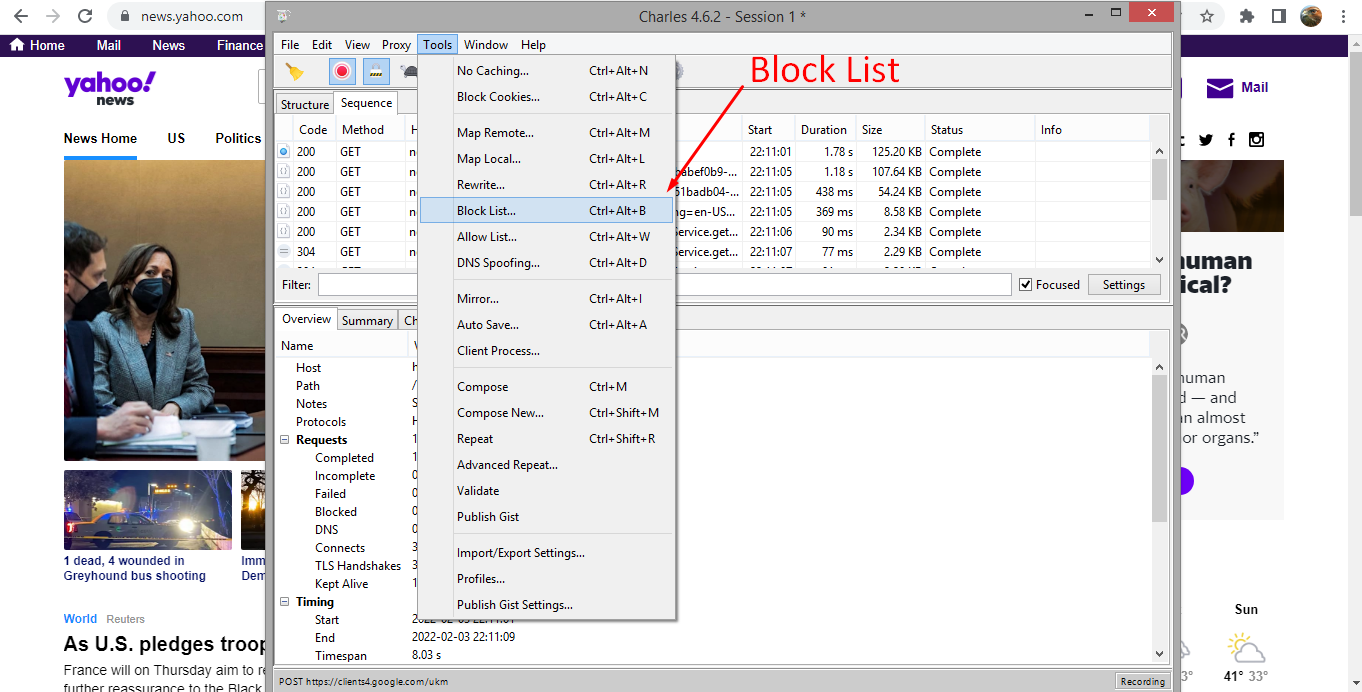 news.yahoo.com
Home Mail News Finance
yahoo!
news
News Home US Politics
Mail
Charles 4.6.2 - Session 1 *
File Edit View Proxy Tools Window Help
Block List
Structure Sequence
Code Method Start Duration Size Status Info
200 GET 22:11:01 1.78 s 125.20 KB Complete
200 GET 22:11:05 1.18 s 107.64 KB Complete
200 GET 51badb04-... 22:11:05 438 ms 54.24 KB Complete
200 GET ng=en-US... 22:11:05 369 ms 8.58 KB Complete
200 GET Service.get... 22:11:06 90 ms 2.34 KB Complete
304 GET Service.get... 22:11:07 77 ms 2.29 KB Complete
Filter: Focused Settings
No Caching... Ctrl+Alt+N
Block Cookies... Ctrl+Alt+C
Map Remote... Ctrl+Alt+M
Map Local... Ctrl+Alt+L
Rewrite... Ctrl+Alt+R
Block List... Ctrl+Alt+B
Allow List... Ctrl+Alt+W
DNS Spoofing... Ctrl+Alt+D
Mirror... Ctrl+Alt+I
Auto Save... Ctrl+Alt+A
Client Process...
Compose Ctrl+M
Compose New... Ctrl+Shift+M
Repeat Ctrl+Shift+R
Advanced Repeat...
Validate
Publish Gist
Import/Export Settings...
Profiles...
Publish Gist Settings...
Overview Summary Ch
Name
Host
Path /
Notes
Protocols
Requests
Completed
Incomplete
Failed
Blocked
DNS
Connects
TLS Handshakes
Kept Alive
Timing
Start
End 2022-02-03 22:11:09
Timespan 8.03 s
POST https://clients4.google.com/ukm
Recording
1 dead, 4 wounded in
Greyhound bus shooting
Imm
Dem
World Reuters
As U.S. pledges troop
France will on Thursday aim to re
further reassurance to the Black
human
ical?
human
d — and
an almost
or organs.”
Sun
3° 41° 33°